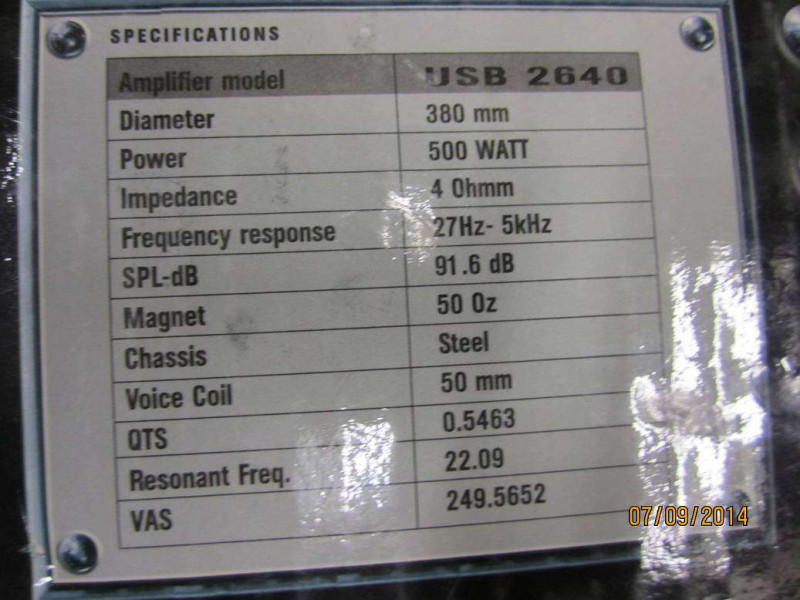 SPECIFICATIONS
Amplifier model USB 2640
Diameter 380 mm
Power 500 WATT
Impedance 4 Ohmm
Frequency response 27Hz- 5kHz
SPL-dB 91.6 dB
Magnet 50 Oz
Chassis Steel
Voice Coil 50 mm
QTS 0.5463
Resonant Freq. 22.09
VAS 249.5652
07/09/2014